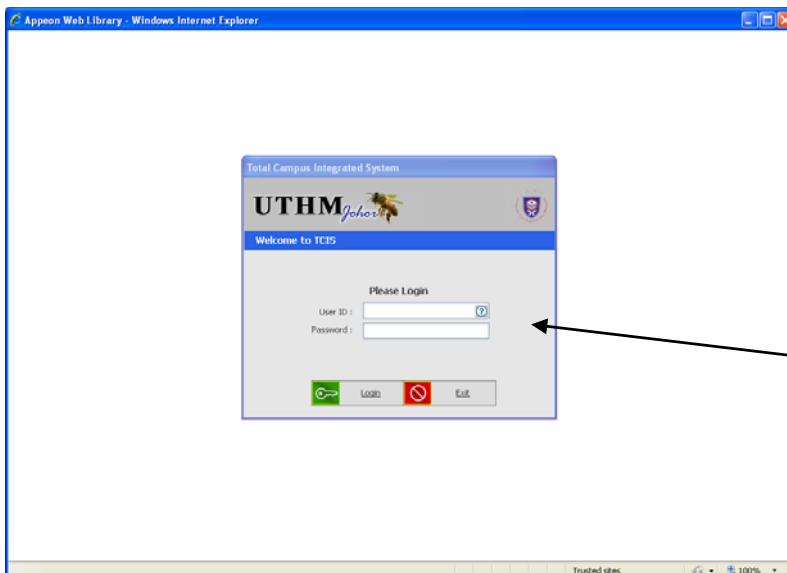 Appeon Web Library - Windows Internet Explorer
Total Campus Integrated System
UTHM Johor
Welcome to TCIS
Please Login
User ID :
Password :
Login Exit
Trusted sites 100%